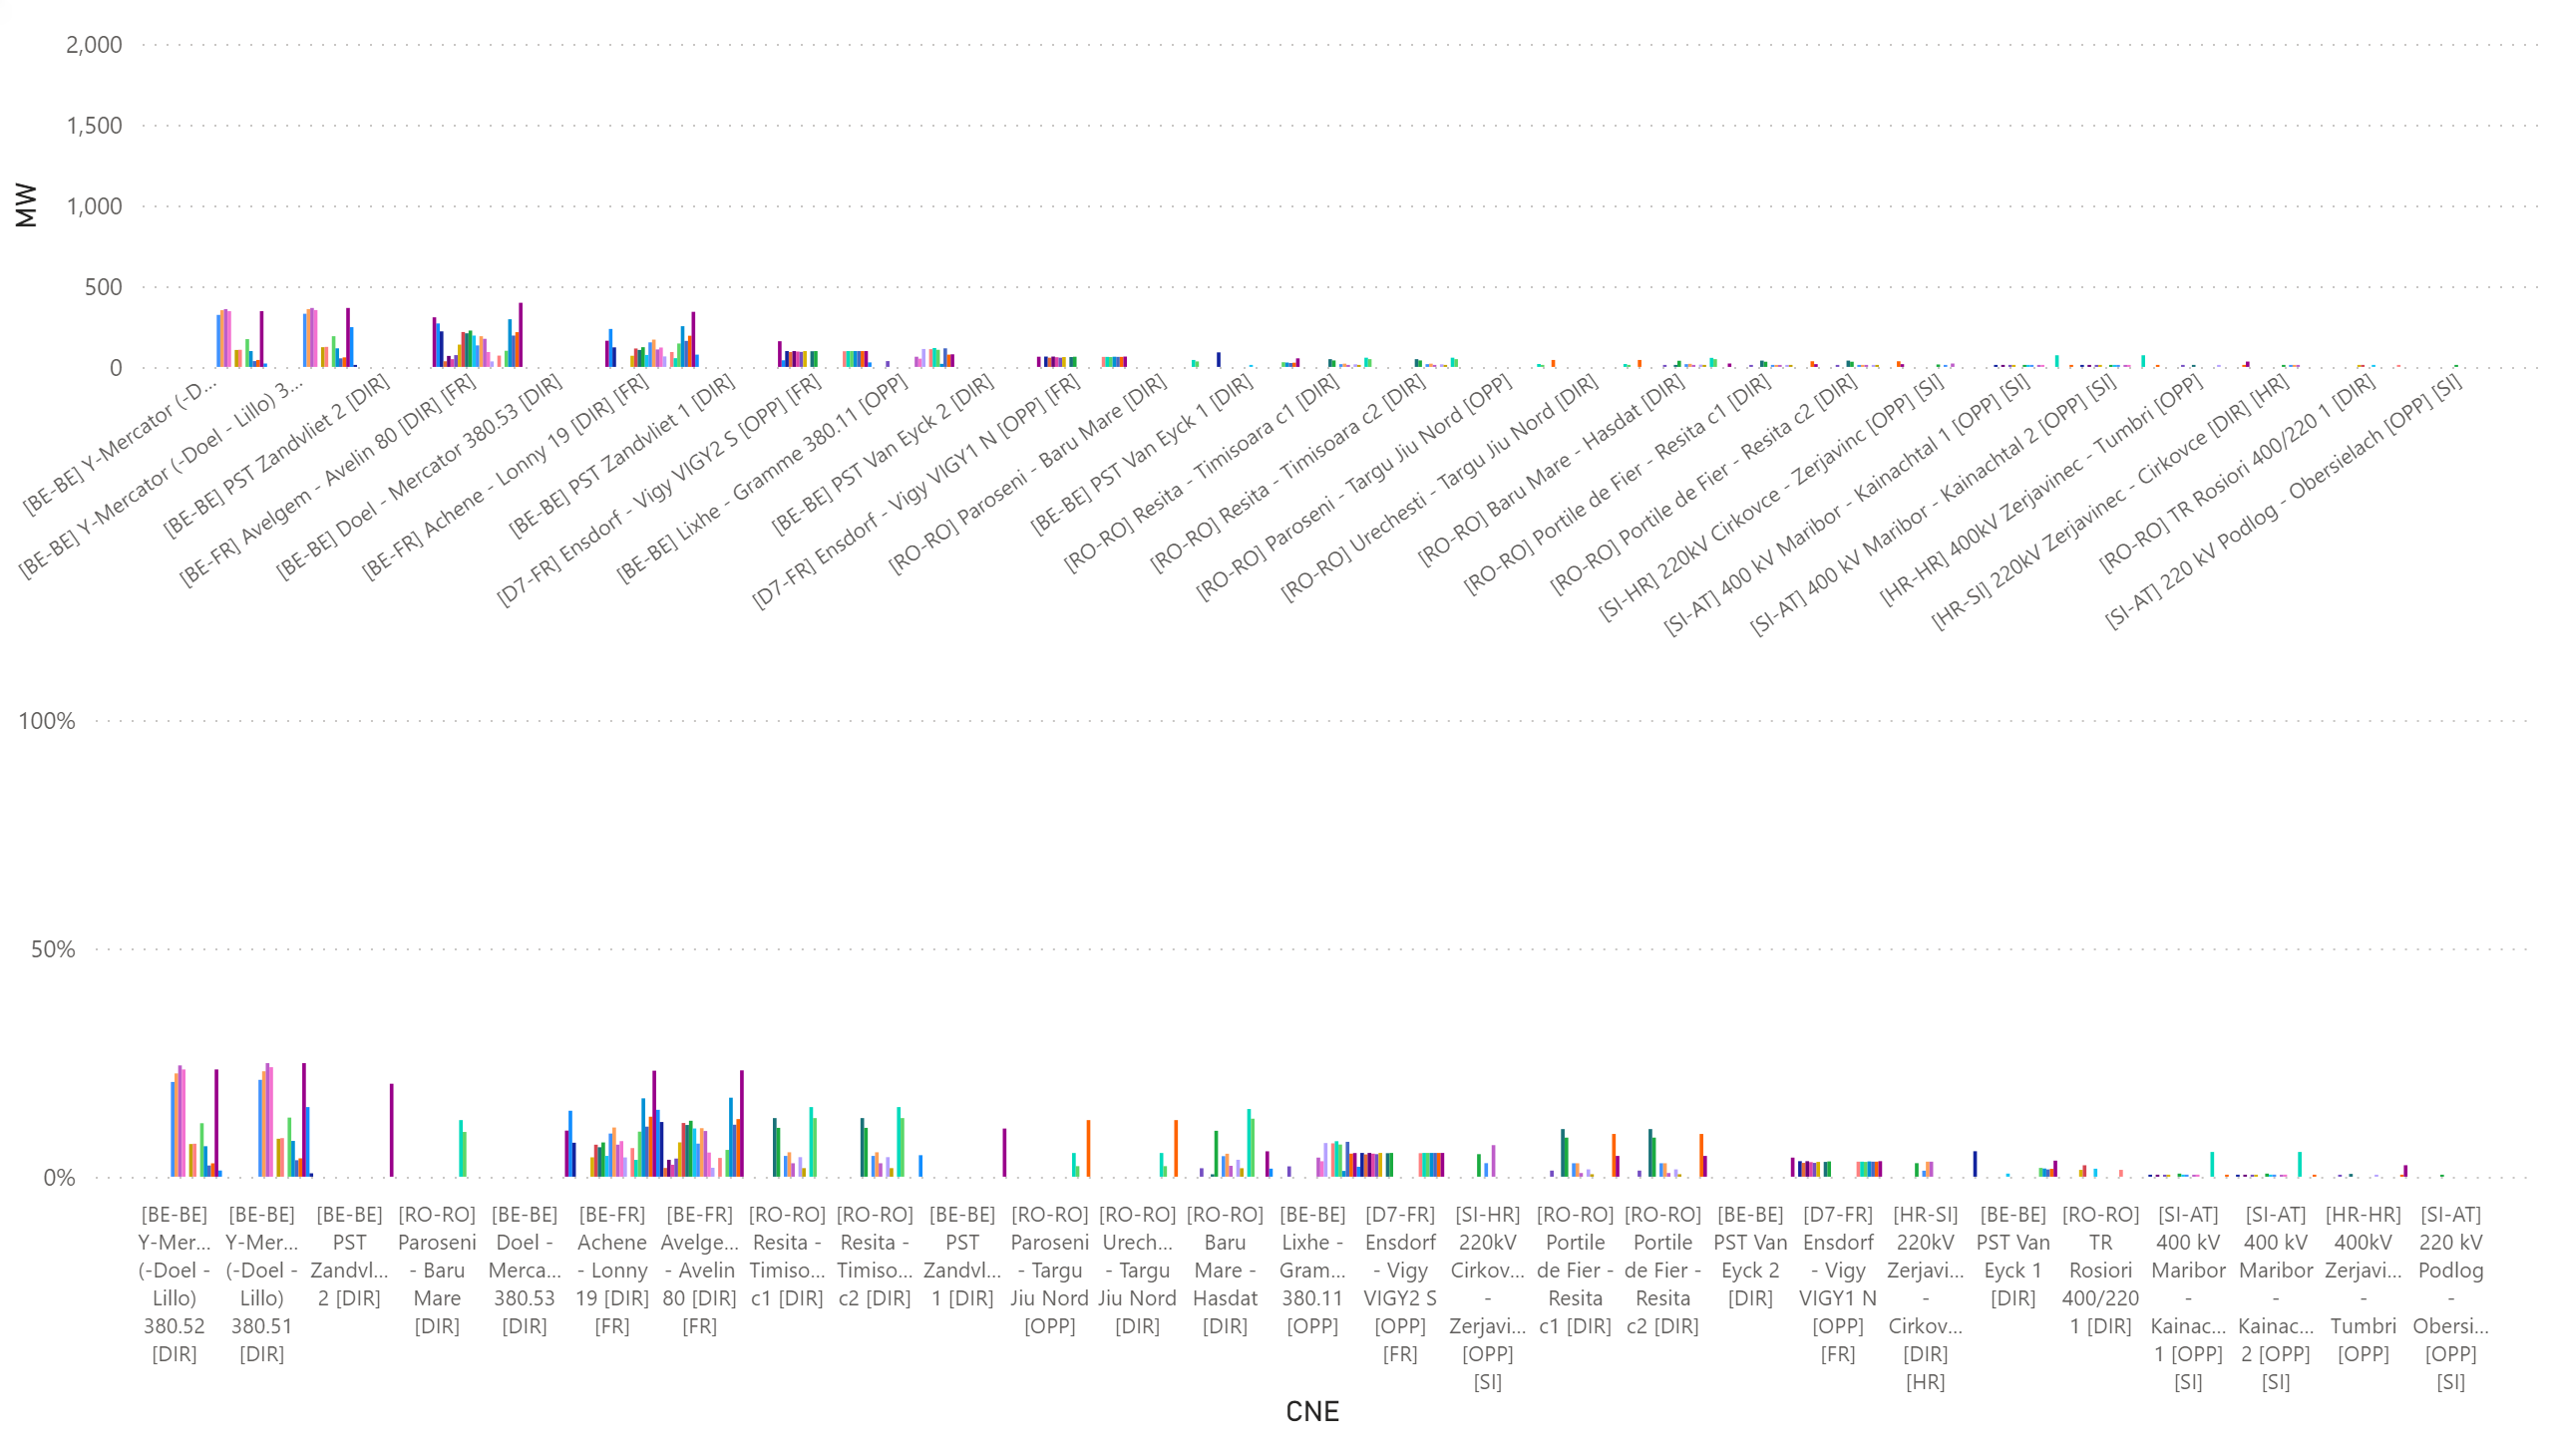 2,000
1,500
1,000
500
0
MW
[BE-BE] Y-Mercator (-D...
[BE-BE] Y-Mercator (-Doel - Lillo) 3...
[BE-BE] PST Zandvliet 2 [DIR]
[BE-FR] Avelgem - Avelin 80 [DIR] [FR]
[BE-BE] Doel - Mercator 380.53 [DIR]
[BE-FR] Achene - Lonny 19 [DIR] [FR]
[BE-BE] PST Zandvliet 1 [DIR]
[D7-FR] Ensdorf - Vigy VIGY2 S [OPP] [FR]
[BE-BE] Lixhe - Gramme 380.11 [OPP]
[BE-BE] PST Van Eyck 2 [DIR]
[D7-FR] Ensdorf - Vigy VIGY1 N [OPP] [FR]
[RO-RO] Paroseni - Baru Mare [DIR]
[BE-BE] PST Van Eyck 1 [DIR]
[RO-RO] Resita - Timisoara c1 [DIR]
[RO-RO] Resita - Timisoara c2 [DIR]
[RO-RO] Paroseni - Targu Jiu Nord [OPP]
[RO-RO] Urechesti - Targu Jiu Nord [DIR]
[RO-RO] Baru Mare - Hasdat [DIR]
[RO-RO] Portile de Fier - Resita c1 [DIR]
[RO-RO] Portile de Fier - Resita c2 [DIR]
[SI-HR] 220kV Cirkovce - Zerjavinc [OPP] [SI]
[SI-AT] 400 kV Maribor - Kainachtal 1 [OPP] [SI]
[SI-AT] 400 kV Maribor - Kainachtal 2 [OPP] [SI]
[HR-HR] 400kV Zerjavinec - Tumbri [OPP]
[HR-SI] 220kV Zerjavinec - Cirkovce [DIR] [HR]
[RO-RO] TR Rosiori 400/220 1 [DIR]
[SI-AT] 220 kV Podlog - Obersielach [OPP] [SI]
100%
50%
0%
[BE-BE]
Y-Mer...
(-Doel -
Lillo)
380.52
[DIR]
[BE-BE]
Y-Mer...
(-Doel -
Lillo)
380.51
[DIR]
[BE-BE]
PST
Zandvl...
2 [DIR]
[RO-RO]
Paroseni
- Baru
Mare
[DIR]
[BE-BE]
Doel -
Merca...
380.53
[DIR]
[BE-FR]
Achene
- Lonny
19 [DIR]
[FR]
[BE-FR]
Avelge...
- Avelin
80 [DIR]
[FR]
[RO-RO]
Resita -
Timiso...
c1 [DIR]
[RO-RO]
Resita -
Timiso...
c2 [DIR]
[BE-BE]
PST
Zandvl...
1 [DIR]
[RO-RO]
Paroseni
- Targu
Jiu Nord
[OPP]
[RO-RO]
Urech...
- Targu
Jiu Nord
[DIR]
[RO-RO]
Baru
Mare -
Hasdat
[DIR]
[BE-BE]
Lixhe -
Gram...
380.11
[OPP]
[D7-FR]
Ensdorf
- Vigy
VIGY2 S
[OPP]
[FR]
[SI-HR]
220kV
Cirkov...
-
Zerjavi...
[OPP]
[SI]
[RO-RO]
Portile
de Fier -
Resita
c1 [DIR]
[RO-RO]
Portile
de Fier -
Resita
c2 [DIR]
[BE-BE]
PST Van
Eyck 2
[DIR]
[D7-FR]
Ensdorf
- Vigy
VIGY1 N
[OPP]
[FR]
[HR-SI]
220kV
Zerjavi...
-
Cirkov...
[DIR]
[HR]
[BE-BE]
PST Van
Eyck 1
[DIR]
[RO-RO]
TR
Rosiori
400/220
1 [DIR]
[SI-AT]
400 kV
Maribor
-
Kainac...
1 [OPP]
[SI]
[SI-AT]
400 kV
Maribor
-
Kainac...
2 [OPP]
[SI]
[HR-HR]
400kV
Zerjavi...
-
Tumbri
[OPP]
[SI-AT]
220 kV
Podlog
-
Obersi...
[OPP]
[SI]
CNE